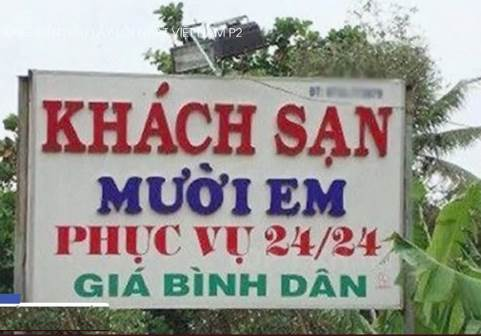 KHÁCH SẠN
MƯỜI EM
PHỤC VỤ 24/24
GIÁ BÌNH DÂN